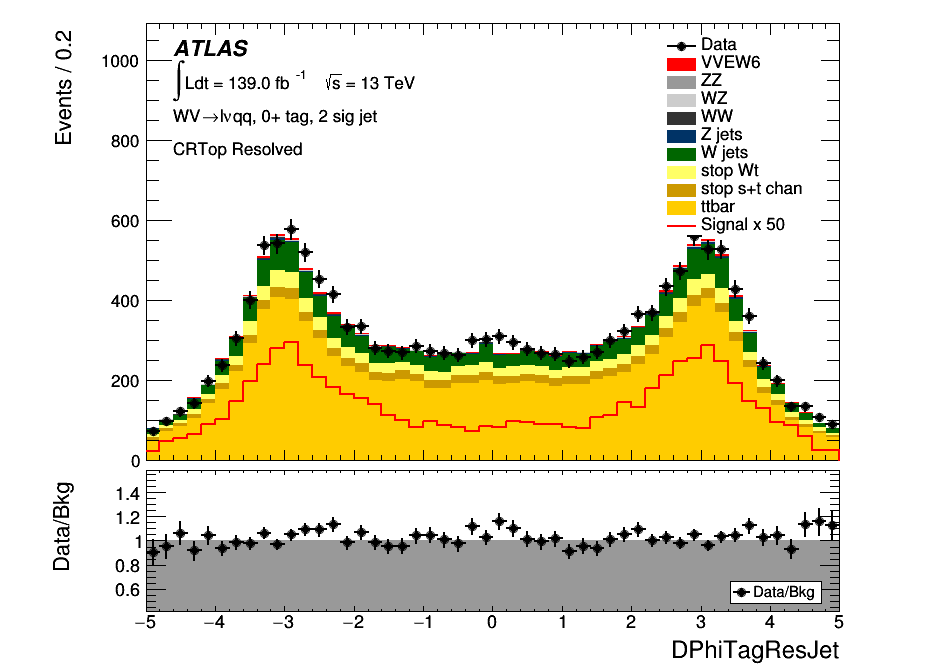 Events / 0.2
1000
800
600
400
200
0
ATLAS
∫Ldt = 139.0 fb⁻¹ √s = 13 TeV
WV→lνqq, 0+ tag, 2 sig jet
CRTop Resolved
Data
VVEW6
ZZ
WZ
WW
Z jets
W jets
stop Wt
stop s+t chan
ttbar
Signal x 50
Data/Bkg
1.4
1.2
1
0.8
0.6
Data/Bkg
−5 −4 −3 −2 −1 0 1 2 3 4 5
DPhiTagResJet